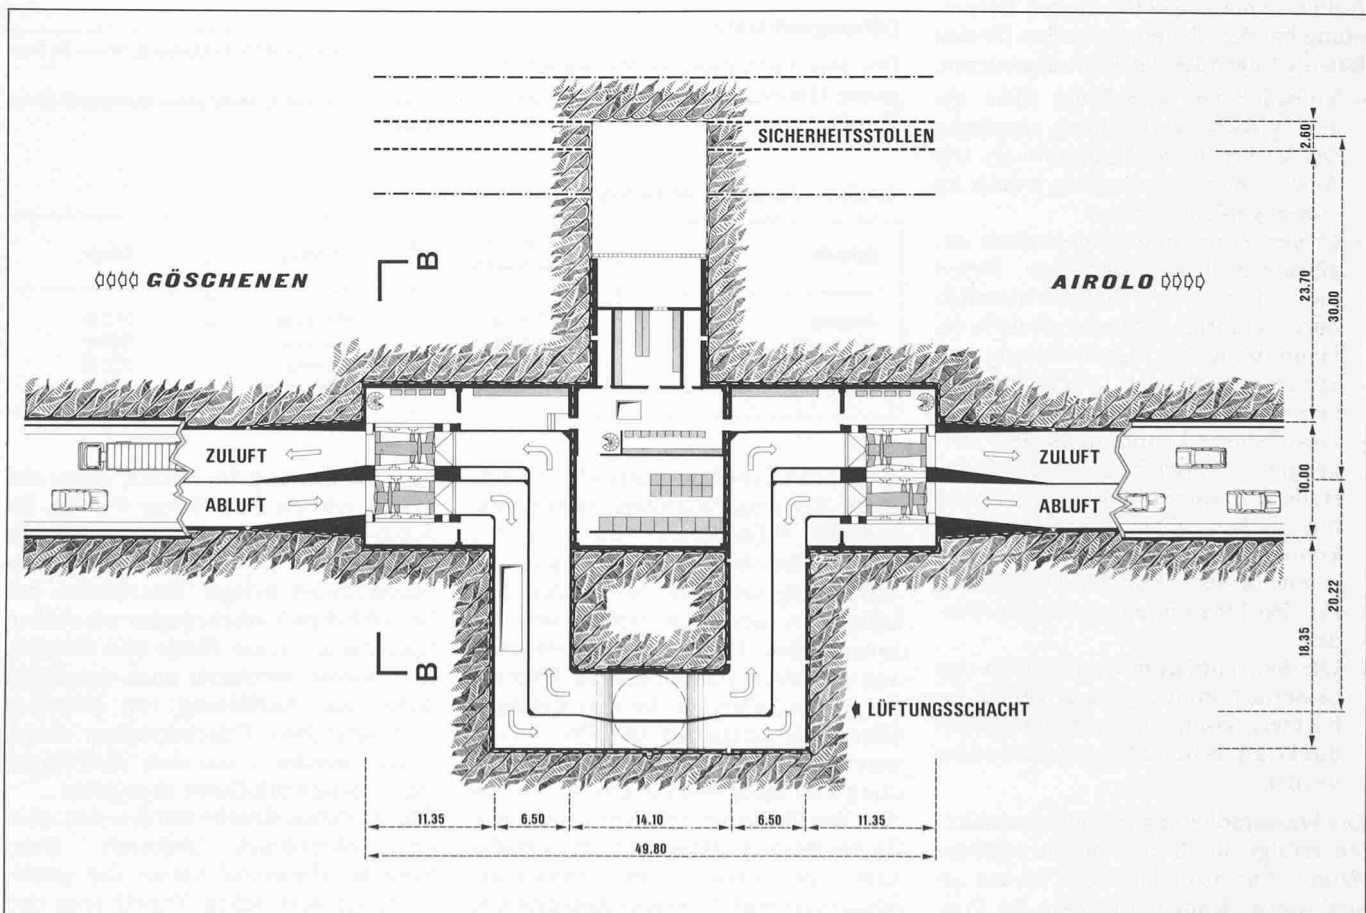 SICHERHEITSSTOLLEN
2.60
B
GÖSCHENEN
AIROLO
23.70
30.00
ZULUFT
ZULUFT
ABLUFT
ABLUFT
10.00
20.22
18.35
B
LÜFTUNGSSCHACHT
11.35
6.50
14.10
6.50
11.35
49.80